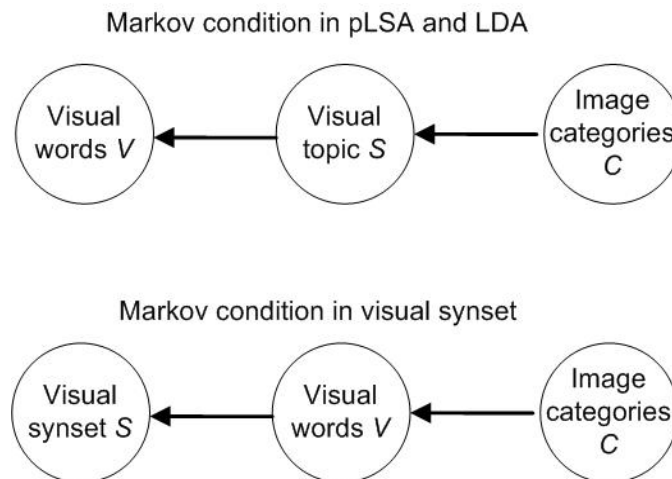 Markov condition in pLSA and LDA
Visual
words V
Visual
topic S
Image
categories
C
Markov condition in visual synset
Visual
synset S
Visual
words V
Image
categories
C